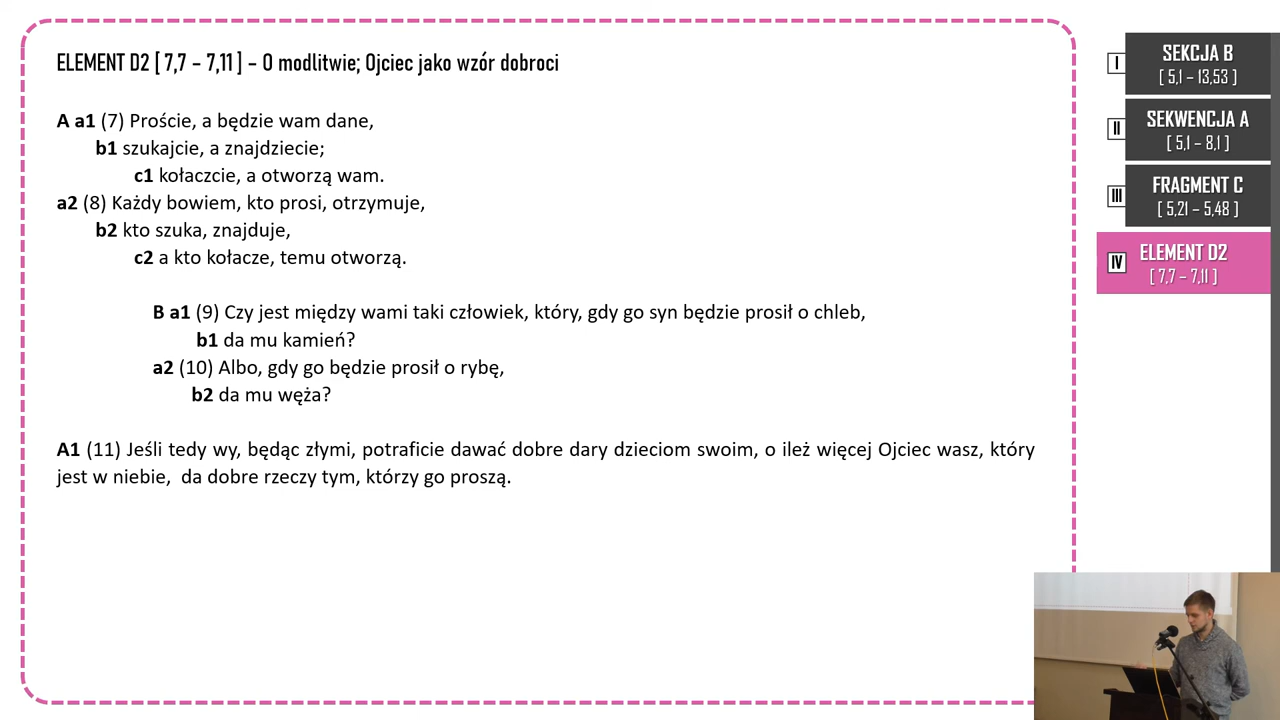 ELEMENT D2 [ 7,7 – 7,11 ] – O modlitwie; Ojciec jako wzór dobroci
A a1 (7) Proście, a będzie wam dane,
b1 szukajcie, a znajdziecie;
c1 kołaczcie, a otworzą wam.
a2 (8) Każdy bowiem, kto prosi, otrzymuje,
b2 kto szuka, znajduje,
c2 a kto kołacze, temu otworzą.
B a1 (9) Czy jest między wami taki człowiek, który, gdy go syn będzie prosił o chleb,
b1 da mu kamień?
a2 (10) Albo, gdy go będzie prosił o rybę,
b2 da mu węża?
A1 (11) Jeśli tedy wy, będąc złymi, potraficie dawać dobre dary dzieciom swoim, o ileż więcej Ojciec wasz, który
jest w niebie, da dobre rzeczy tym, którzy go proszą.
I
SEKCJA B
[ 5,1 – 13,53 ]
II
SEKWENCJA A
[ 5,1 – 8,1 ]
III
FRAGMENT C
[ 5,21 – 5,48 ]
IV
ELEMENT D2
[ 7,7 – 7,11 ]